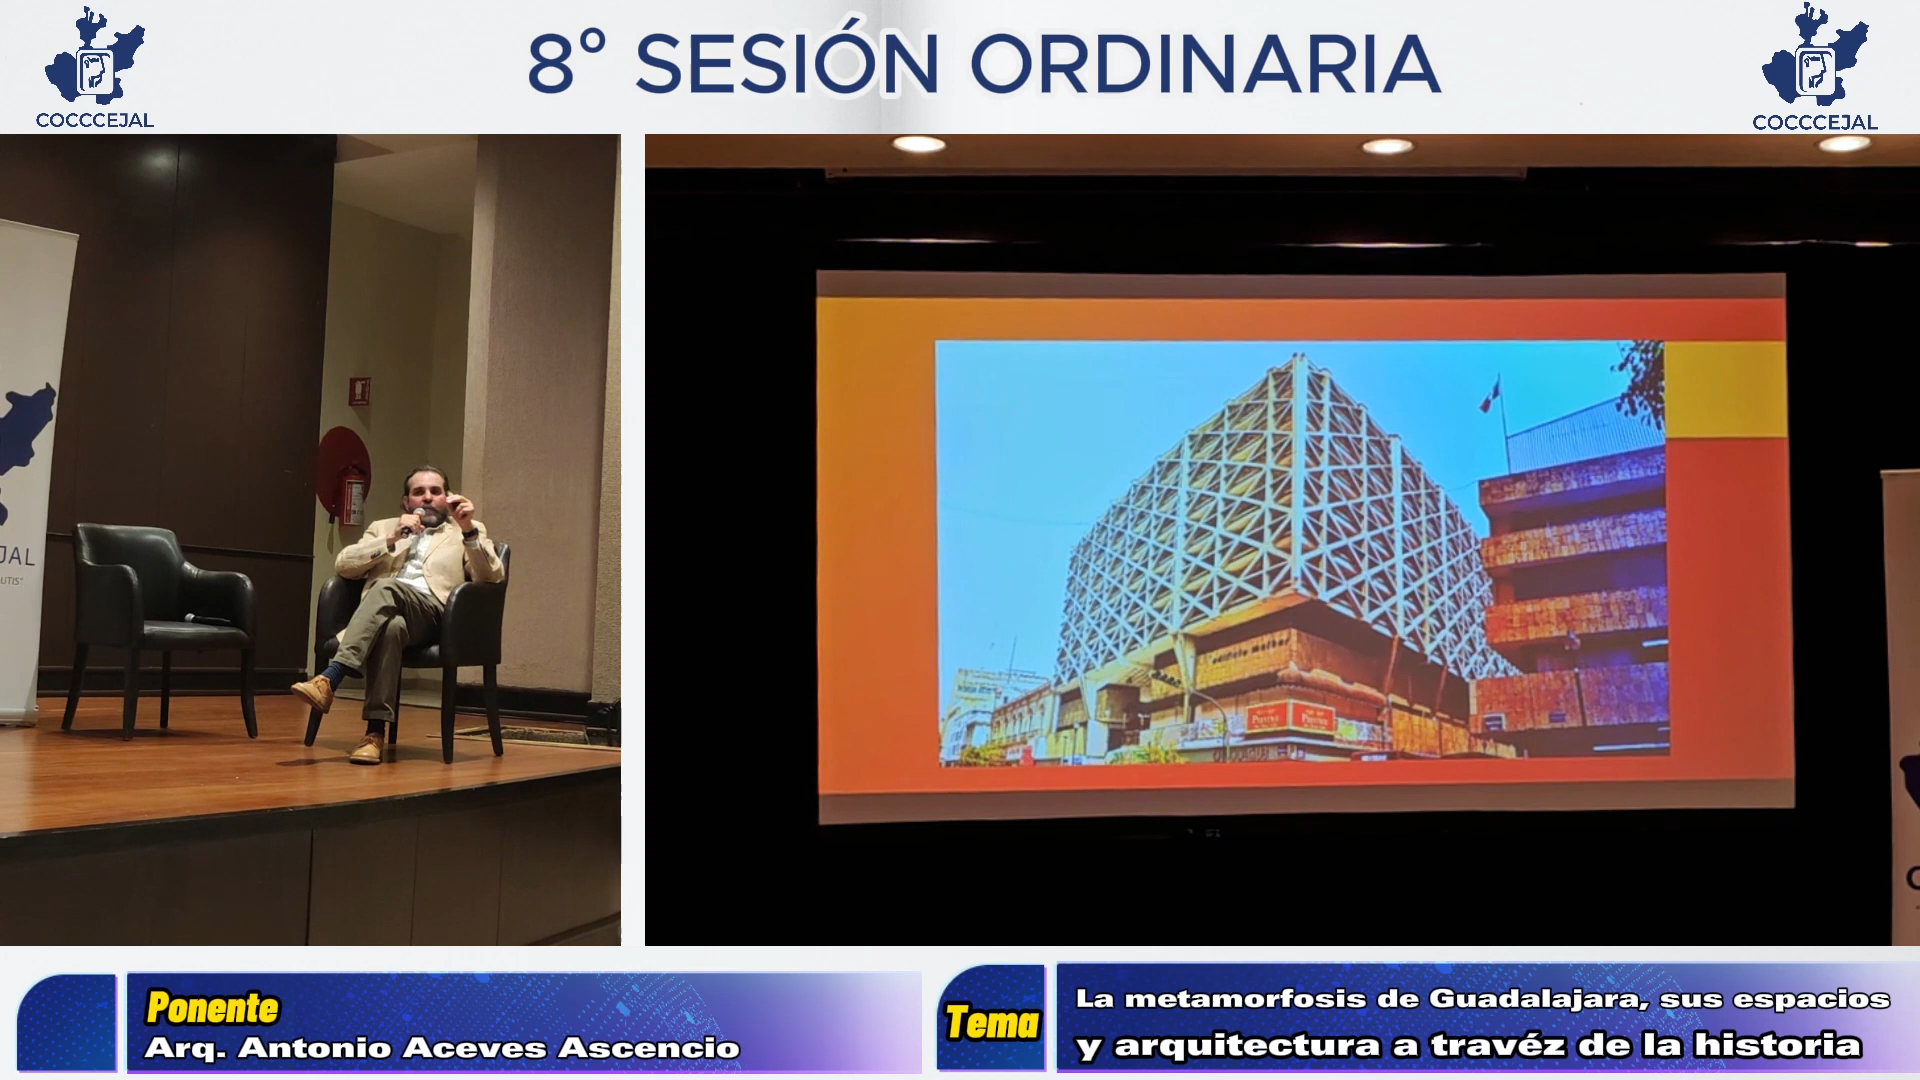 8° SESIÓN ORDINARIA
COCCCEJAL
COCCCEJAL
JAL
Ponente
Arq. Antonio Aceves Ascencio
Tema
La metamorfosis de Guadalajara, sus espacios
y arquitectura a travéz de la historia